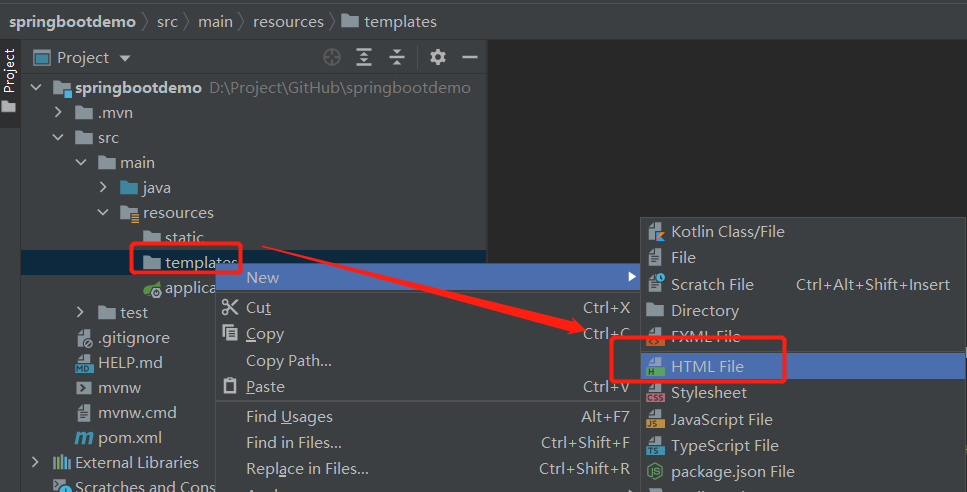 springbootdemo › src › main › resources › templates
Project
Project
springbootdemo D:\Project\GitHub\springbootdemo
.mvn
src
main
java
resources
static
templates
applica
test
.gitignore
HELP.md
mvnw
mvnw.cmd
pom.xml
External Libraries
Scratches and Cons
New
Cut Ctrl+X
Copy Ctrl+C
Copy Path...
Paste Ctrl+V
Find Usages Alt+F7
Find in Files... Ctrl+Shift+F
Replace in Files... Ctrl+Shift+R
Kotlin Class/File
File
Scratch File Ctrl+Alt+Shift+Insert
Directory
FXML File
HTML File
Stylesheet
JavaScript File
TypeScript File
package.json File